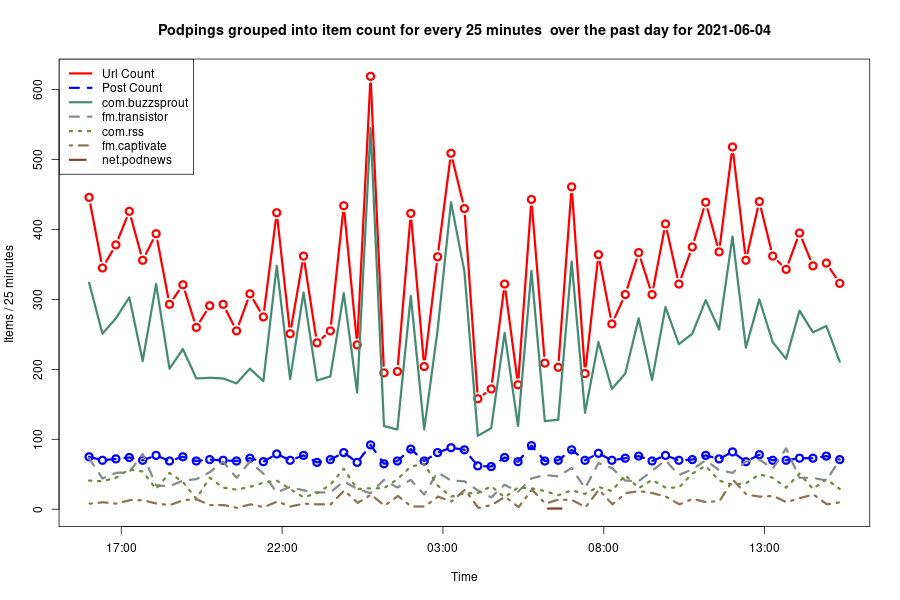 Podpings grouped into item count for every 25 minutes  over the past day for 2021-06-04
Url Count
Post Count
com.buzzsprout
fm.transistor
com.rss
fm.captivate
net.podnews
Items / 25 minutes
600
500
400
300
200
100
0
17:00 22:00 03:00 08:00 13:00
Time